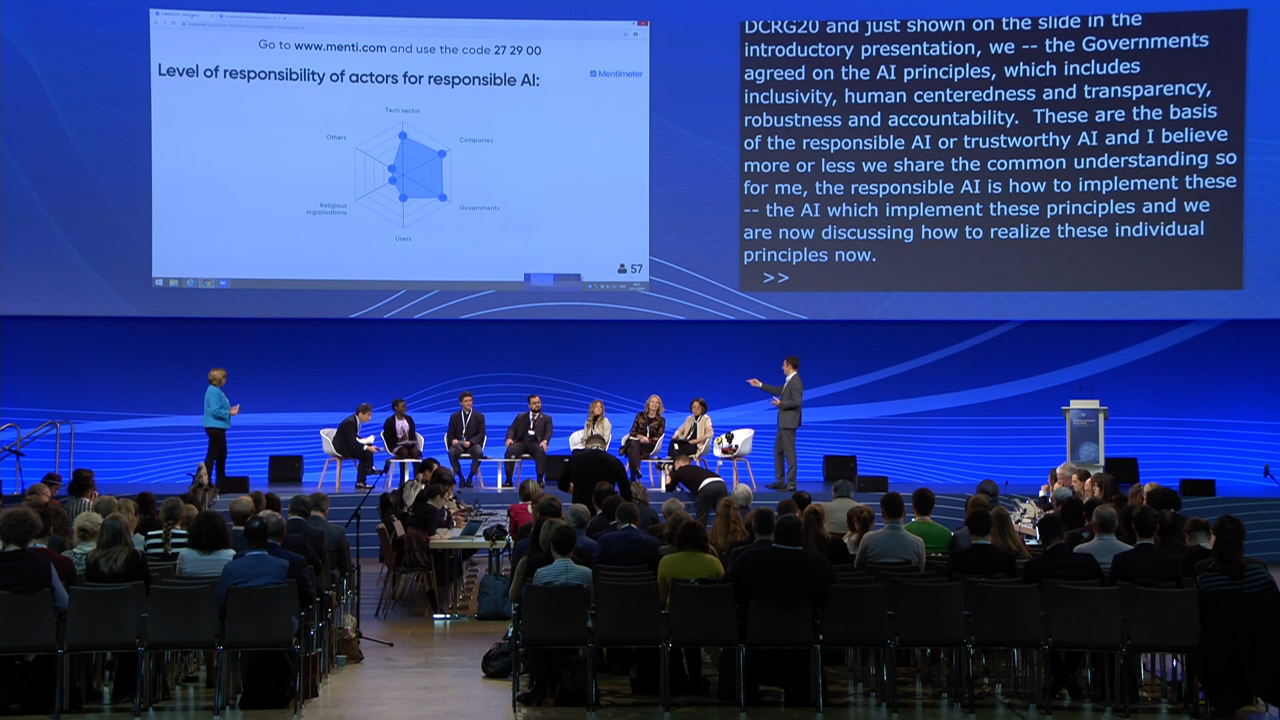 Go to www.menti.com and use the code 27 29 00
Level of responsibility of actors for responsible AI:
Mentimeter
Tech sector
Others
Companies
Religious
organisations
Governments
Users
57
DCRG20 and just shown on the slide in the
introductory presentation, we -- the Governments
agreed on the AI principles, which includes
inclusivity, human centeredness and transparency,
robustness and accountability.  These are the basis
of the responsible AI or trustworthy AI and I believe
more or less we share the common understanding so
for me, the responsible AI is how to implement these
-- the AI which implement these principles and we
are now discussing how to realize these individual
principles now.
>>